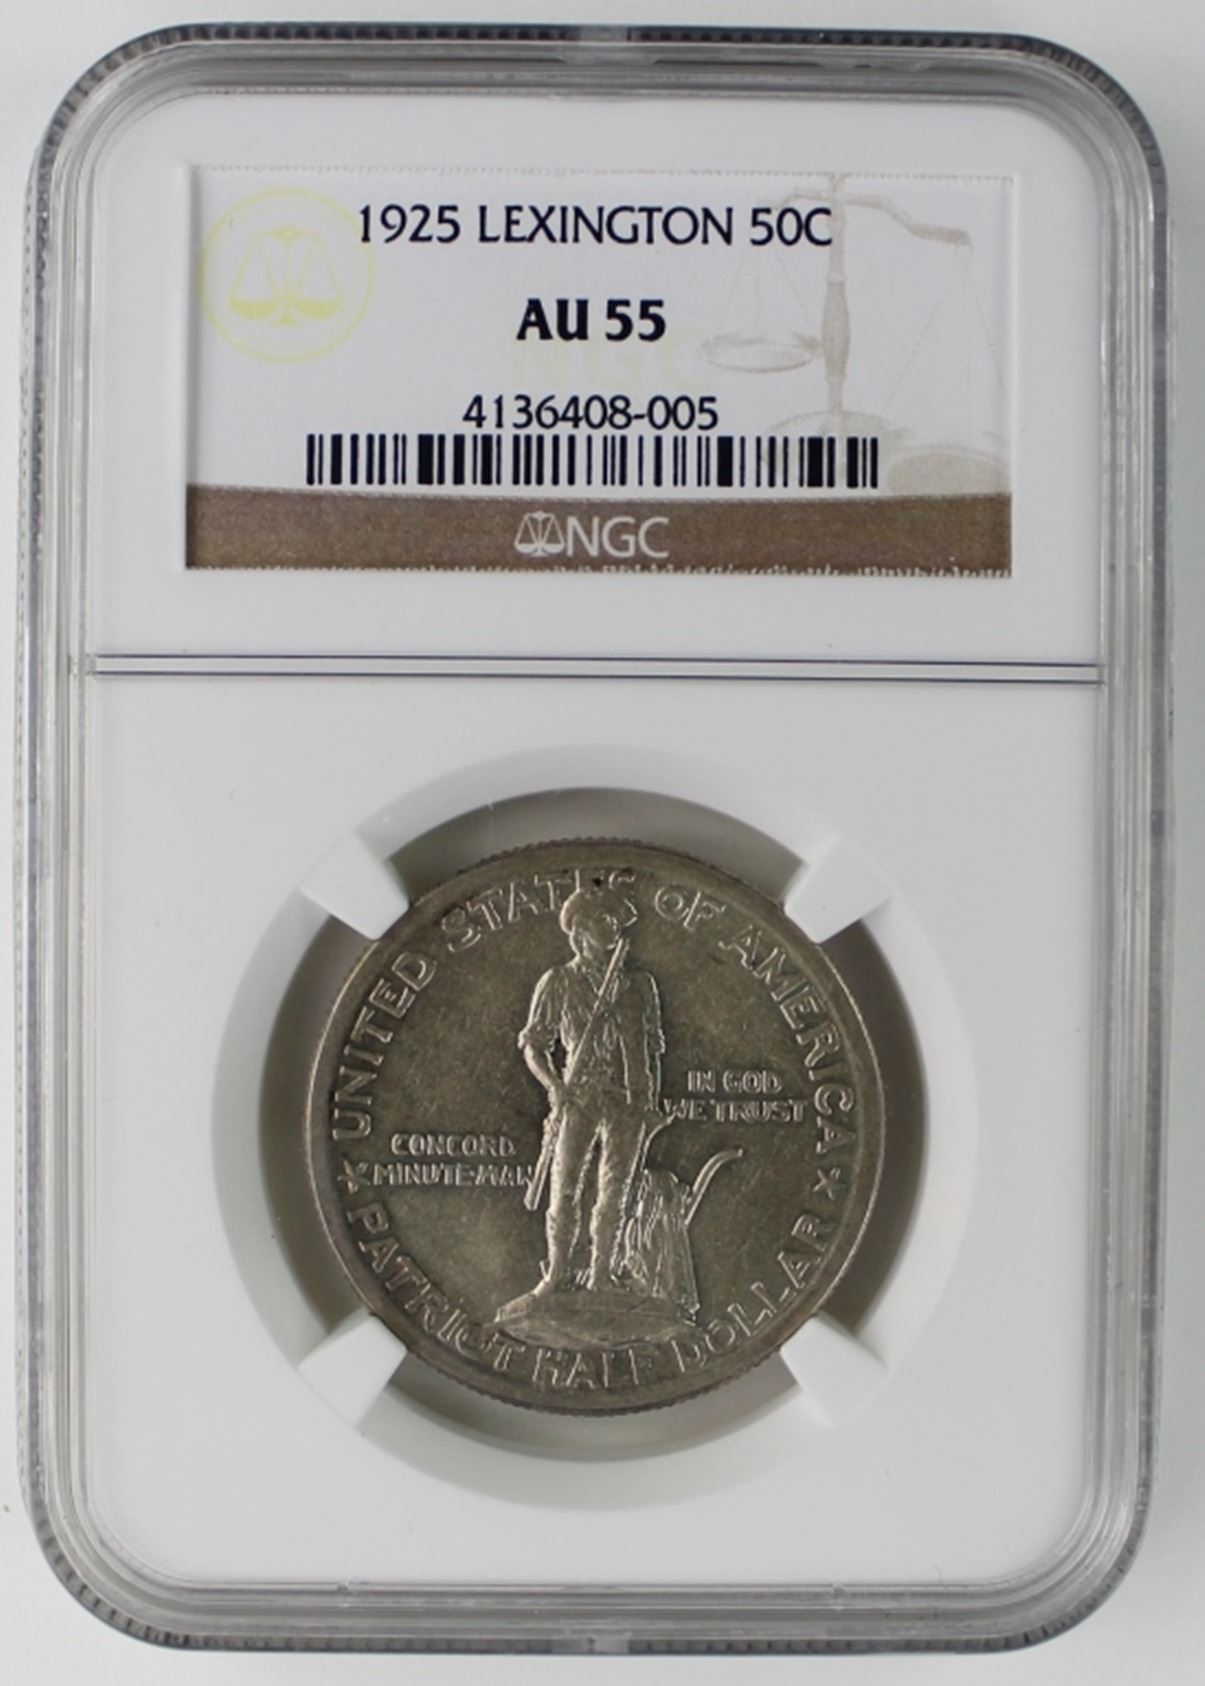 1925 LEXINGTON 50C
AU 55
NGC
4136408-005
NGC
UNITED STATES OF AMERICA
IN GOD
WE TRUST
CONCORD
MINUTE-MAN
PATRIOT HALF DOLLAR